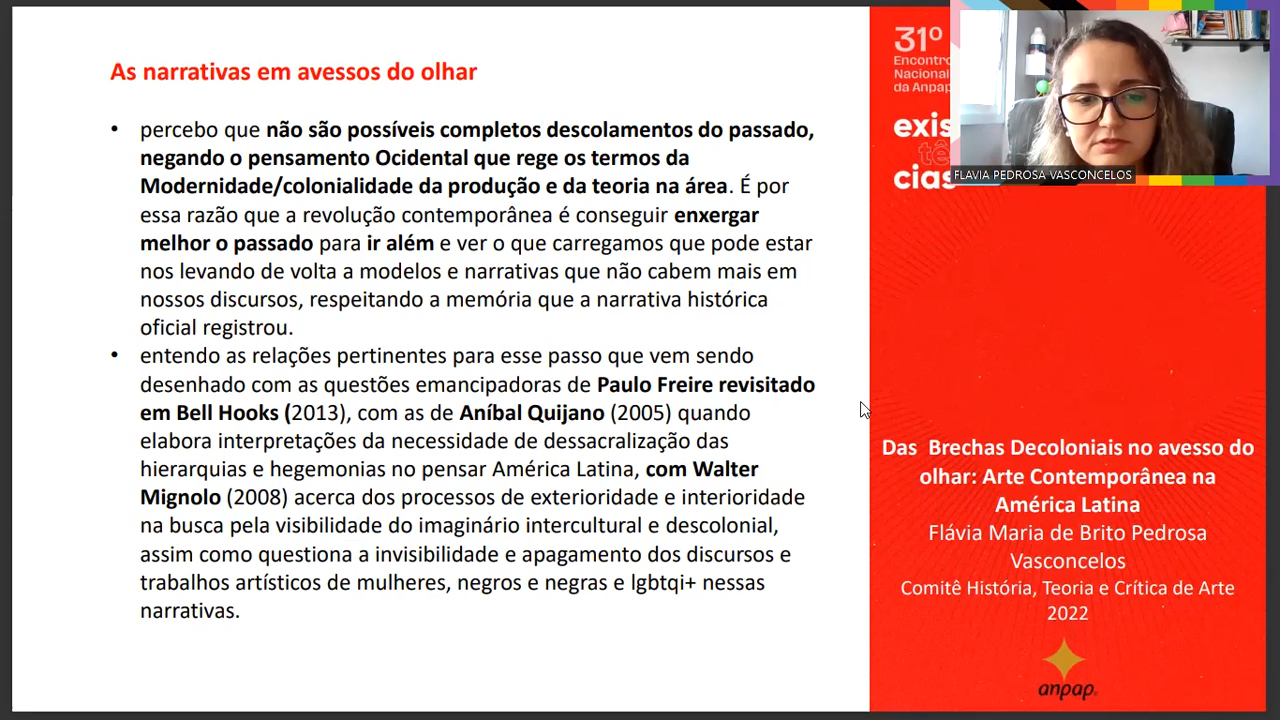 As narrativas em avessos do olhar
• percebo que não são possíveis completos descolamentos do passado,
negando o pensamento Ocidental que rege os termos da
Modernidade/colonialidade da produção e da teoria na área. É por
essa razão que a revolução contemporânea é conseguir enxergar
melhor o passado para ir além e ver o que carregamos que pode estar
nos levando de volta a modelos e narrativas que não cabem mais em
nossos discursos, respeitando a memória que a narrativa histórica
oficial registrou.
• entendo as relações pertinentes para esse passo que vem sendo
desenhado com as questões emancipadoras de Paulo Freire revisitado
em Bell Hooks (2013), com as de Aníbal Quijano (2005) quando
elabora interpretações da necessidade de dessacralização das
hierarquias e hegemonias no pensar América Latina, com Walter
Mignolo (2008) acerca dos processos de exterioridade e interioridade
na busca pela visibilidade do imaginário intercultural e descolonial,
assim como questiona a invisibilidade e apagamento dos discursos e
trabalhos artísticos de mulheres, negros e negras e lgbtqi+ nessas
narrativas.
31º
Encontro
Nacional
da Anpap
exis
tê
cias
FLAVIA PEDROSA VASCONCELOS
Das Brechas Decoloniais no avesso do
olhar: Arte Contemporânea na
América Latina
Flávia Maria de Brito Pedrosa
Vasconcelos
Comitê História, Teoria e Crítica de Arte
2022
anpap